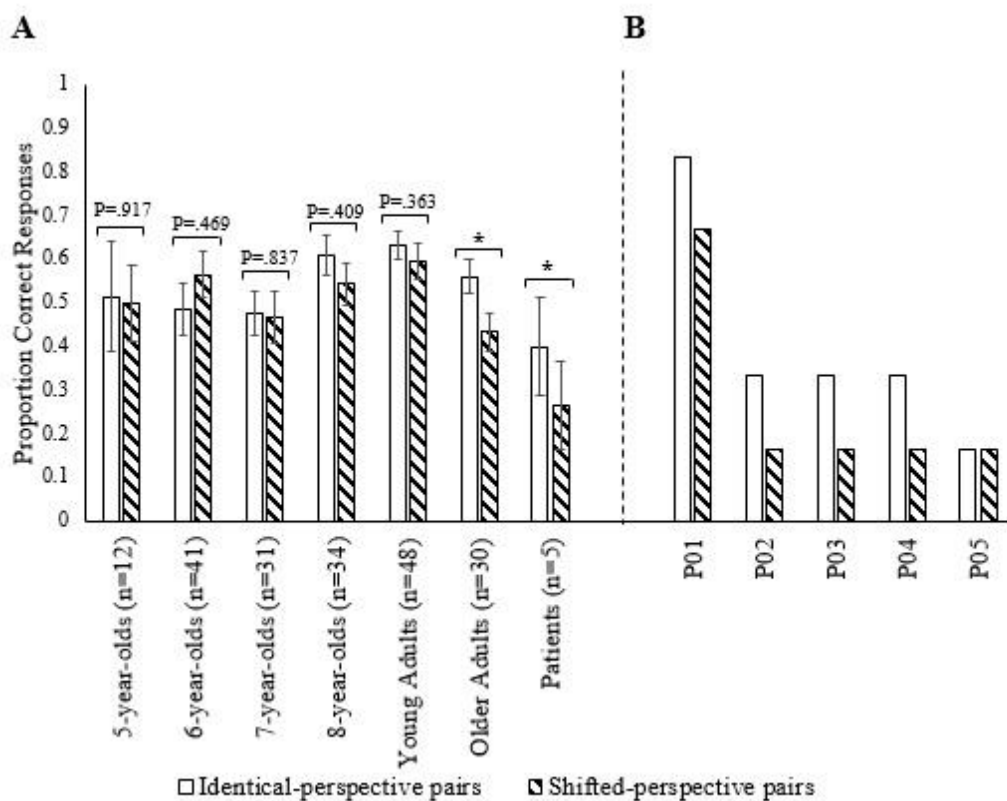 A
B
Proportion Correct Responses
1
0.9
0.8
0.7
0.6
0.5
0.4
0.3
0.2
0.1
0
P=.917
P=.469
P=.837
P=.409
P=.363
*
*
5-year-olds (n=12)
6-year-olds (n=41)
7-year-olds (n=31)
8-year-olds (n=34)
Young Adults (n=48)
Older Adults (n=30)
Patients (n=5)
P01
P02
P03
P04
P05
Identical-perspective pairs
Shifted-perspective pairs